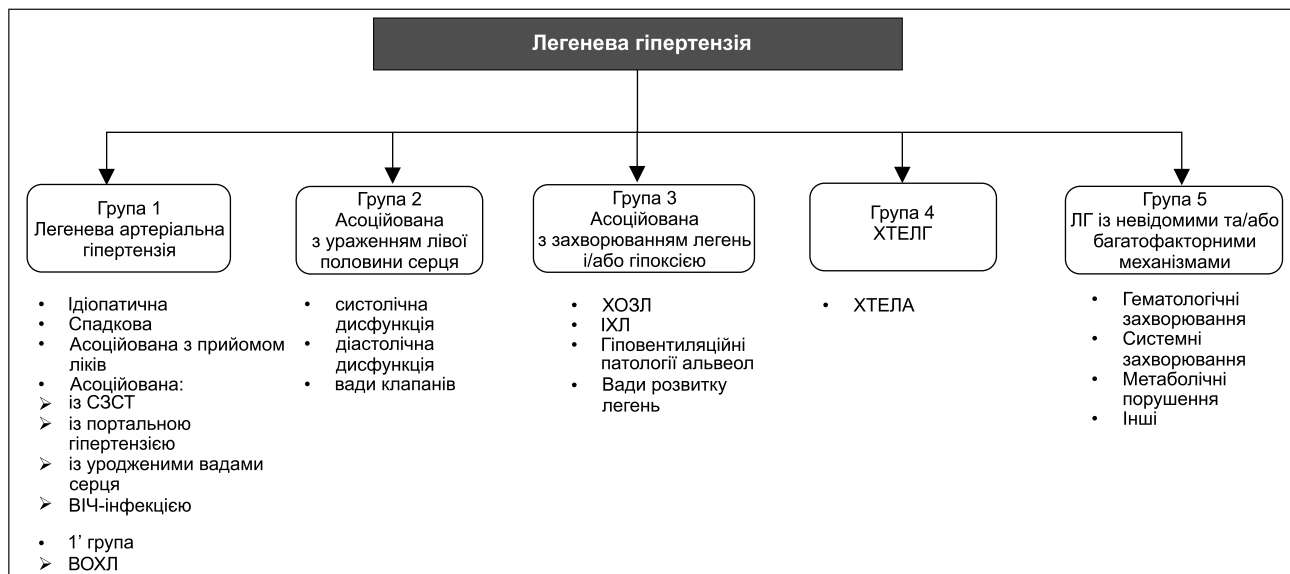 Легенева гіпертензія
Група 1
Легенева артеріальна
гіпертензія
Група 2
Асоційована
з ураженням лівої
половини серця
Група 3
Асоційована
з захворюванням легень
і/або гіпоксією
Група 4
ХТЕЛГ
Група 5
ЛГ із невідомими та/або
багатофакторними
механізмами
• Ідіопатична
• Спадкова
• Асоційована з прийомом
ліків
• Асоційована:
➢ із СЗСТ
➢ із портальною
гіпертензією
➢ із уродженими вадами
серця
➢ ВІЧ-інфекцією
• 1’ група
➢ ВОХЛ
• систолічна
дисфункція
• діастолічна
дисфункція
• вади клапанів
• ХОЗЛ
• ІХЛ
• Гіповентиляційні
патології альвеол
• Вади розвитку
легень
• ХТЕЛА
• Гематологічні
захворювання
• Системні
захворювання
• Метаболічні
порушення
• Інші